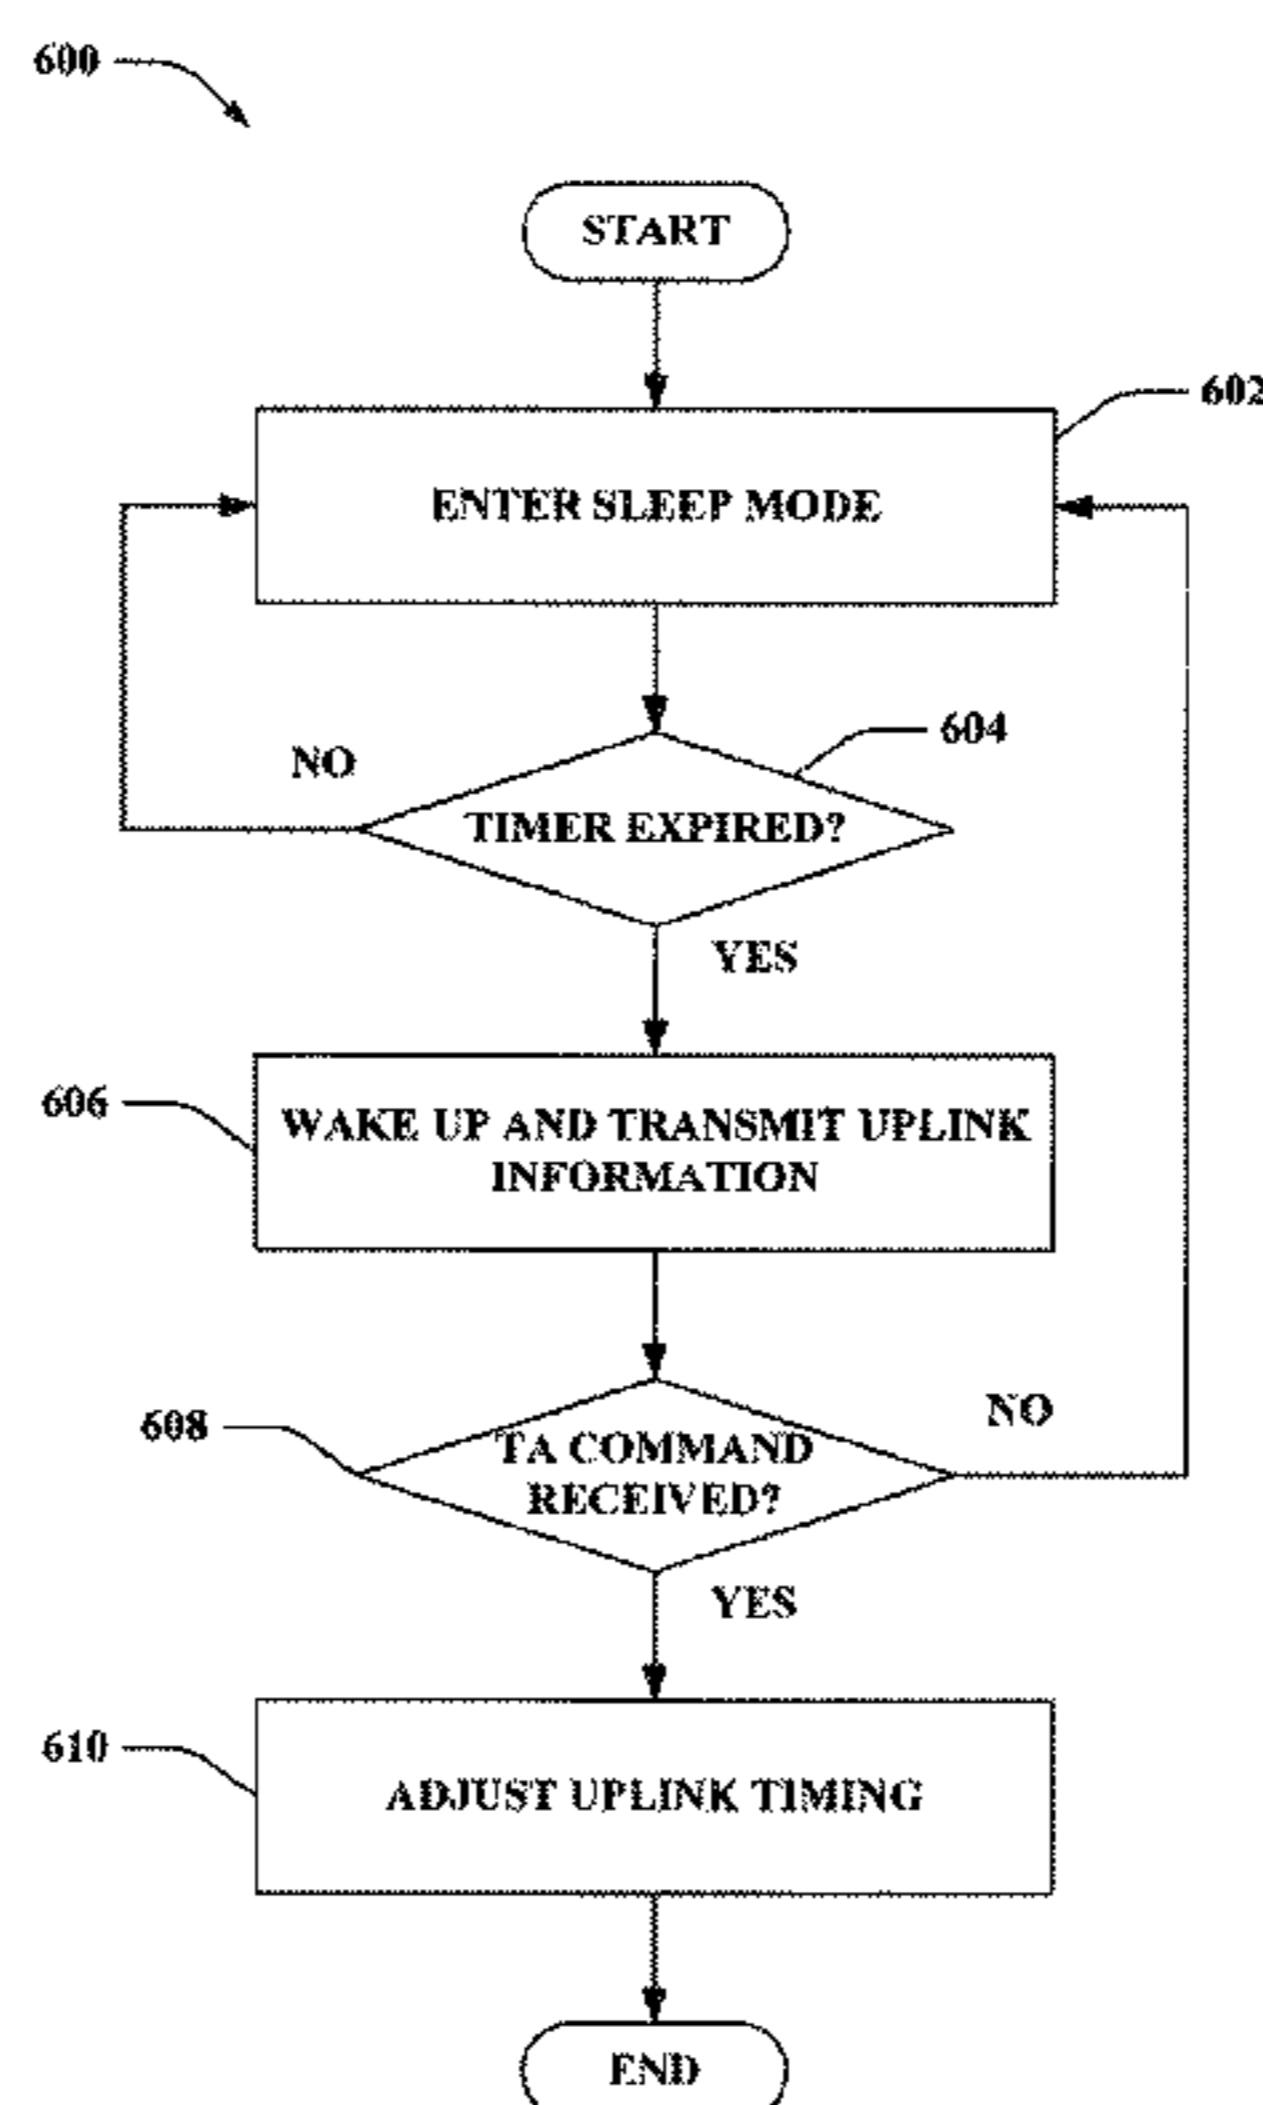 600
START
602
ENTER SLEEP MODE
604
NO
TIMER EXPIRED?
YES
606
WAKE UP AND TRANSMIT UPLINK
INFORMATION
608
NO
TA COMMAND
RECEIVED?
YES
610
ADJUST UPLINK TIMING
END